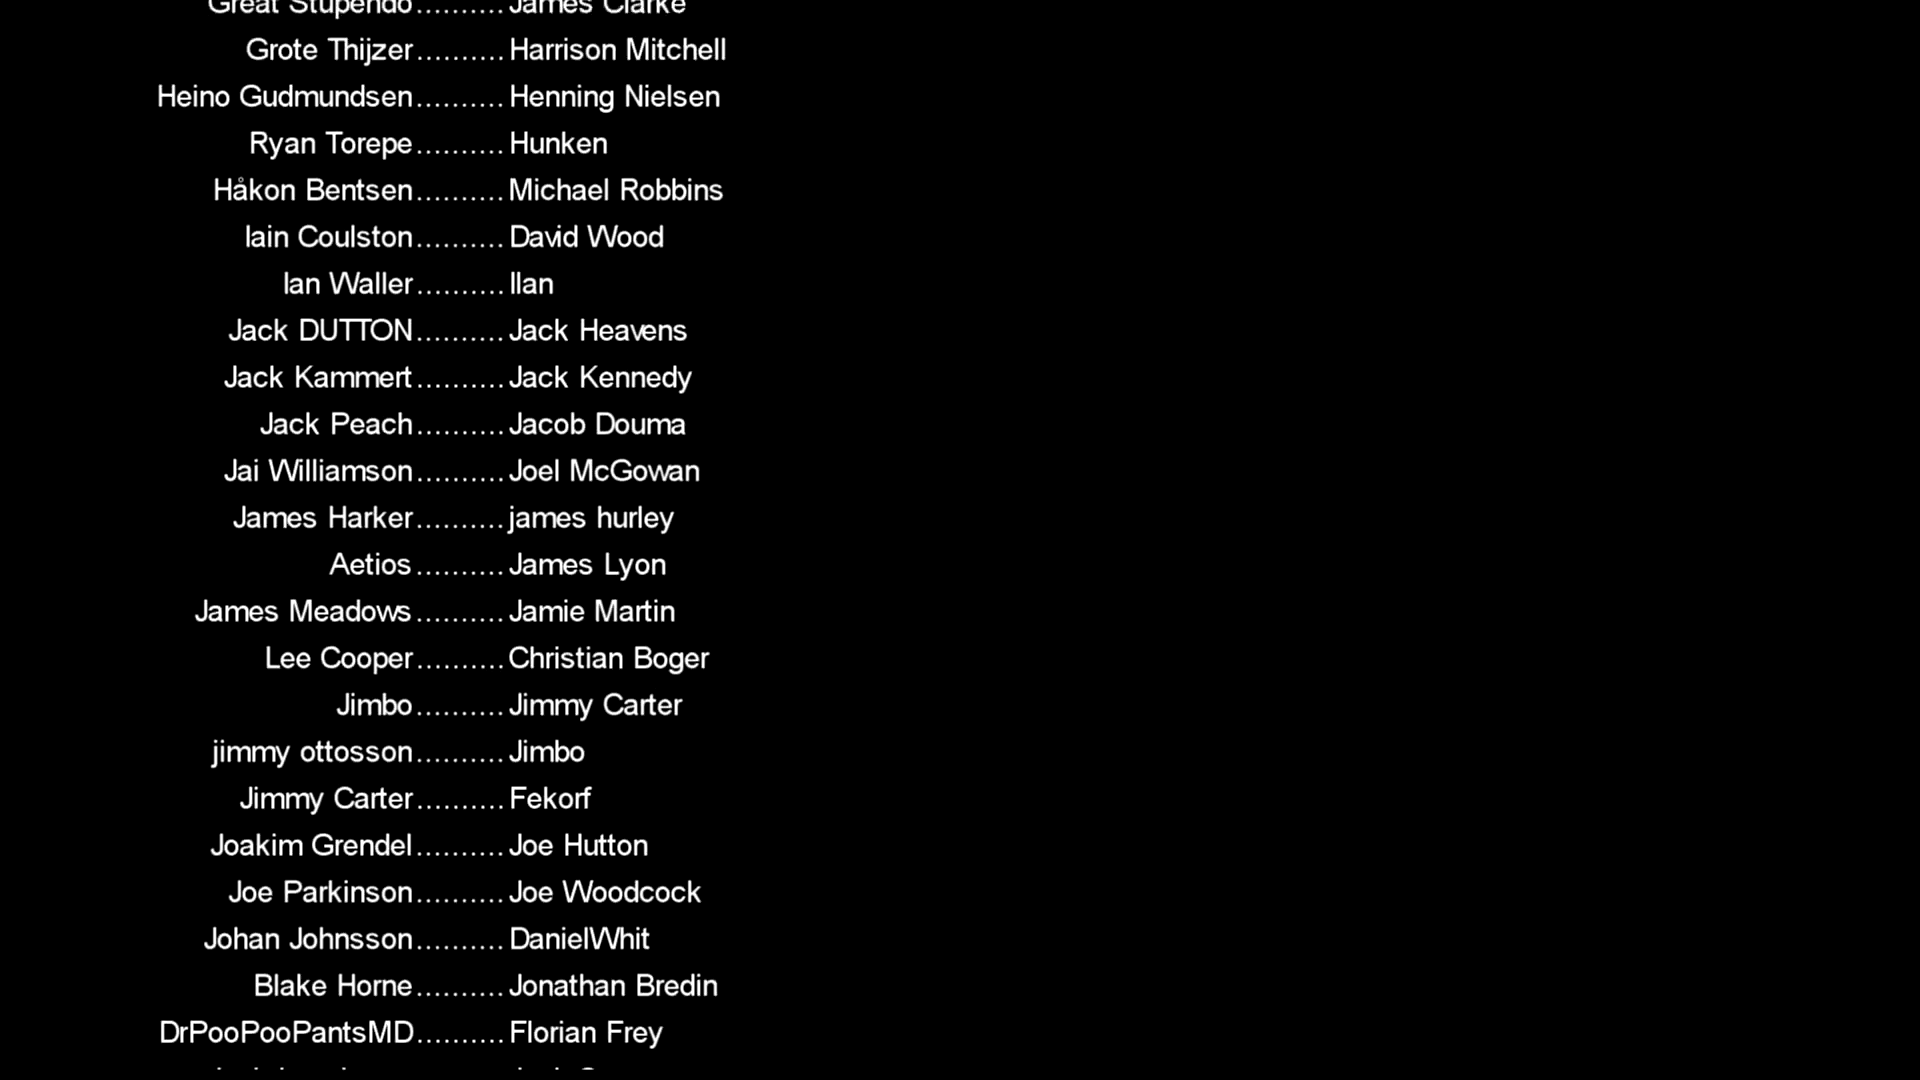 Great Stupendo..........James Clarke
Grote Thijzer..........Harrison Mitchell
Heino Gudmundsen..........Henning Nielsen
Ryan Torepe..........Hunken
Håkon Bentsen..........Michael Robbins
Iain Coulston..........David Wood
Ian Waller..........Ilan
Jack DUTTON..........Jack Heavens
Jack Kammert..........Jack Kennedy
Jack Peach..........Jacob Douma
Jai Williamson..........Joel McGowan
James Harker..........james hurley
Aetios..........James Lyon
James Meadows..........Jamie Martin
Lee Cooper..........Christian Boger
Jimbo..........Jimmy Carter
jimmy ottosson..........Jimbo
Jimmy Carter..........Fekorf
Joakim Grendel..........Joe Hutton
Joe Parkinson..........Joe Woodcock
Johan Johnsson..........DanielWhit
Blake Horne..........Jonathan Bredin
DrPooPooPantsMD..........Florian Frey